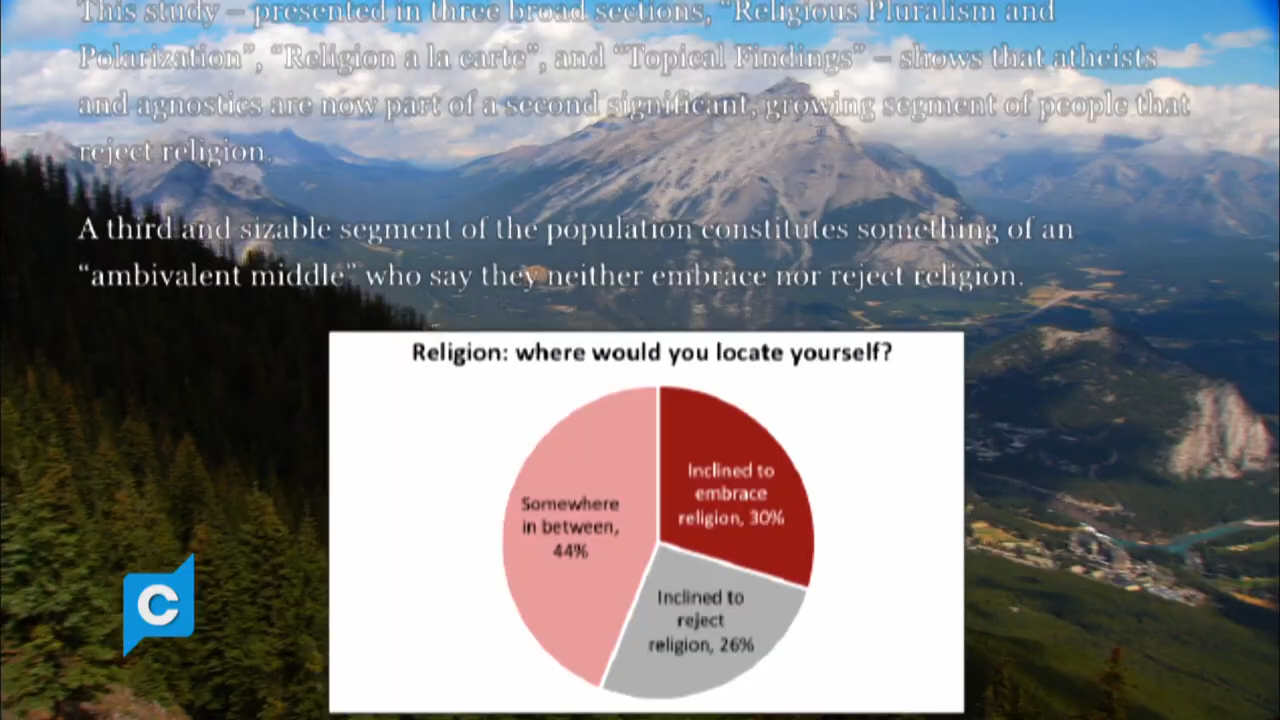 This study – presented in three broad sections, "Religious Pluralism and
Polarization", "Religion a la carte", and "Topical Findings" – shows that atheists
and agnostics are now part of a second significant, growing segment of people that
reject religion.
A third and sizable segment of the population constitutes something of an
"ambivalent middle" who say they neither embrace nor reject religion.
Religion: where would you locate yourself?
Inclined to
embrace
religion, 30%
Somewhere
in between,
44%
Inclined to
reject
religion, 26%
C